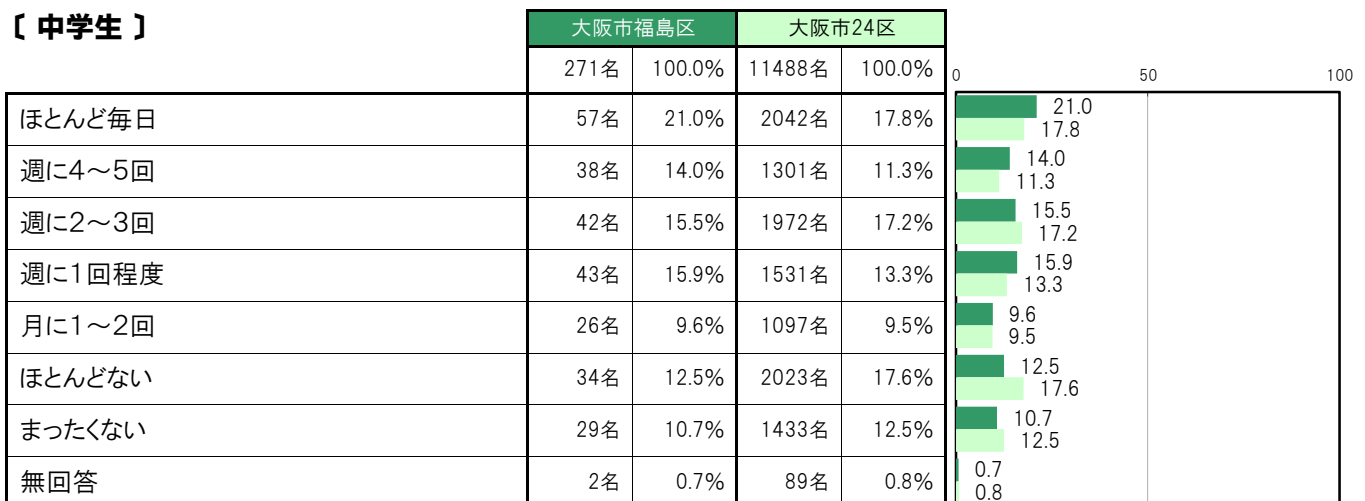 〔 中学生 〕
大阪市福島区 大阪市24区
271名 100.0% 11488名 100.0% 0 50 100
ほとんど毎日 57名 21.0% 2042名 17.8% 21.0
17.8
週に4～5回 38名 14.0% 1301名 11.3% 14.0
11.3
週に2～3回 42名 15.5% 1972名 17.2% 15.5
17.2
週に1回程度 43名 15.9% 1531名 13.3% 15.9
13.3
月に1～2回 26名 9.6% 1097名 9.5% 9.6
9.5
ほとんどない 34名 12.5% 2023名 17.6% 12.5
17.6
まったくない 29名 10.7% 1433名 12.5% 10.7
12.5
無回答 2名 0.7% 89名 0.8% 0.7
0.8